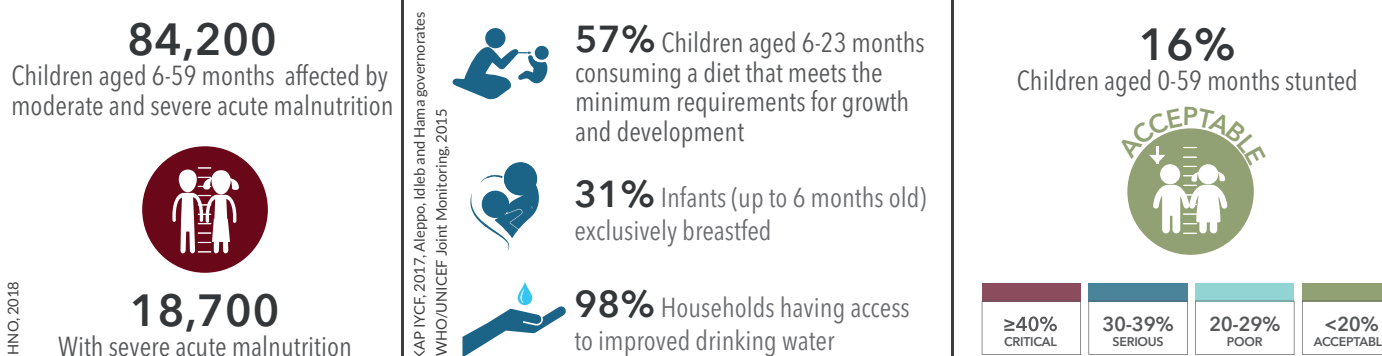 84,200
Children aged 6-59 months affected by
moderate and severe acute malnutrition
18,700
With severe acute malnutrition
HNO, 2018
KAP IYCF, 2017, Aleppo, Idleb and Hama governorates
WHO/UNICEF Joint Monitoring, 2015
57% Children aged 6-23 months
consuming a diet that meets the
minimum requirements for growth
and development
31% Infants (up to 6 months old)
exclusively breastfed
98% Households having access
to improved drinking water
16%
Children aged 0-59 months stunted
ACCEPTABLE
≥40%
CRITICAL
30-39%
SERIOUS
20-29%
POOR
<20%
ACCEPTABL